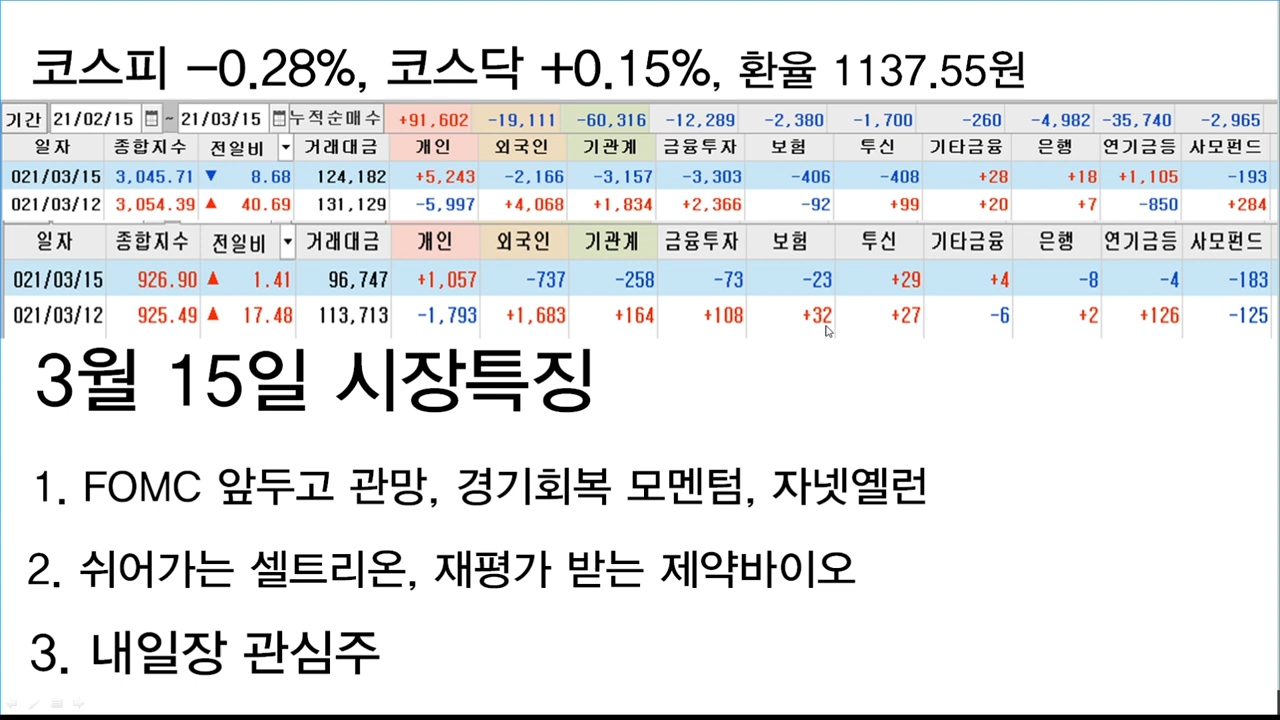 코스피 -0.28%, 코스닥 +0.15%, 환율 1137.55원
기간 21/02/15 ~ 21/03/15 누적순매수 +91,602 -19,111 -60,316 -12,289 -2,380 -1,700 -260 -4,982 -35,740 -2,965
일자 종합지수 전일비 거래대금 개인 외국인 기관계 금융투자 보험 투신 기타금융 은행 연기금등 사모펀드
021/03/15 3,045.71 ▼ 8.68 124,182 +5,243 -2,166 -3,157 -3,303 -406 -408 +28 +18 +1,105 -193
021/03/12 3,054.39 ▲ 40.69 131,129 -5,997 +4,068 +1,834 +2,366 -92 +99 +20 +7 -850 +284
일자 종합지수 전일비 거래대금 개인 외국인 기관계 금융투자 보험 투신 기타금융 은행 연기금등 사모펀드
021/03/15 926.90 ▲ 1.41 96,747 +1,057 -737 -258 -73 -23 +29 +4 -8 -4 -183
021/03/12 925.49 ▲ 17.48 113,713 -1,793 +1,683 +164 +108 +32 +27 -6 +2 +126 -125
3월 15일 시장특징
1. FOMC 앞두고 관망, 경기회복 모멘텀, 자넷옐런
2. 쉬어가는 셀트리온, 재평가 받는 제약바이오
3. 내일장 관심주